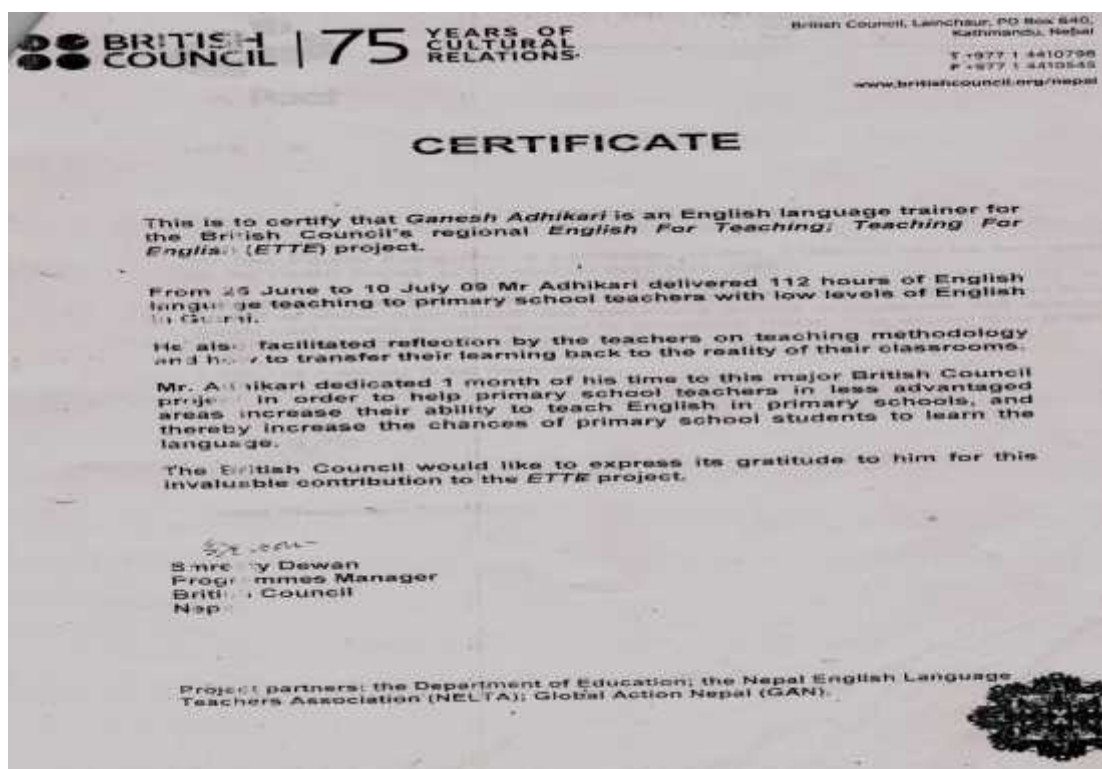 BRITISH COUNCIL | 75 YEARS OF CULTURAL RELATIONS
British Council, Lainchaur, PO Box 640,
Kathmandu, Nepal
T +977 1 4410798
F +977 1 4410545
www.britishcouncil.org/nepal
CERTIFICATE
This is to certify that Ganesh Adhikari is an English language trainer for
the British Council's regional English For Teaching; Teaching For
English (ETTE) project.
From 25 June to 10 July 09 Mr Adhikari delivered 112 hours of English
language teaching to primary school teachers with low levels of English
in
He also facilitated reflection by the teachers on teaching methodology
and how to transfer their learning back to the reality of their classrooms.
Mr. Adhikari dedicated 1 month of his time to this major British Council
project in order to help primary school teachers in less advantaged
areas increase their ability to teach English in primary schools, and
thereby increase the chances of primary school students to learn the
language.
The British Council would like to express its gratitude to him for this
invaluable contribution to the ETTE project.
Dewan
Programmes Manager
British Council
Nepal
Project partners: the Department of Education; the Nepal English Language
Teachers Association (NELTA); Global Action Nepal (GAN).